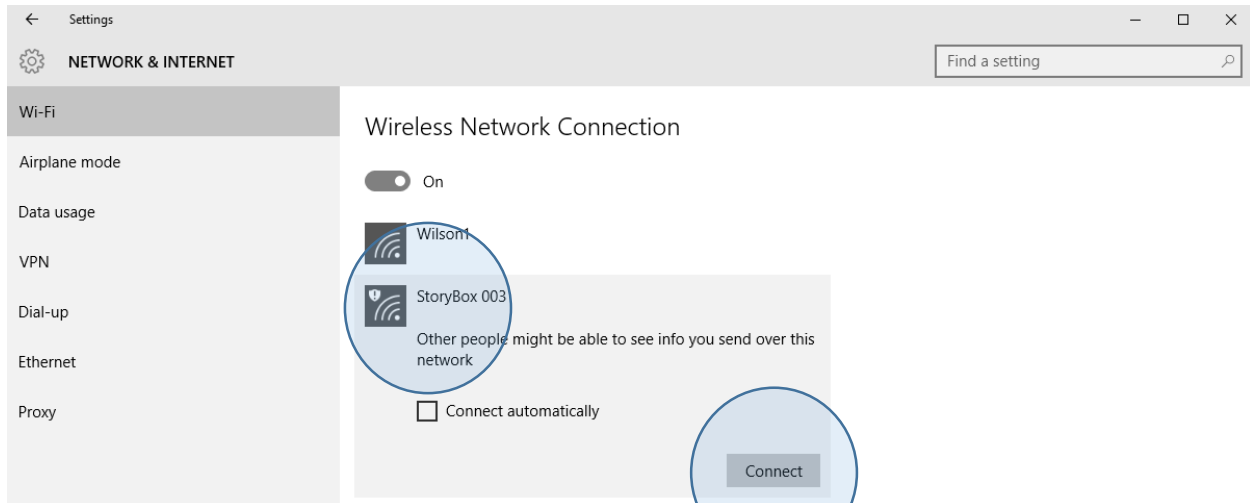 Settings
NETWORK & INTERNET
Find a setting
Wi-Fi
Airplane mode
Data usage
VPN
Dial-up
Ethernet
Proxy
Wireless Network Connection
On
Wilson1
StoryBox 003
Other people might be able to see info you send over this
network
Connect automatically
Connect